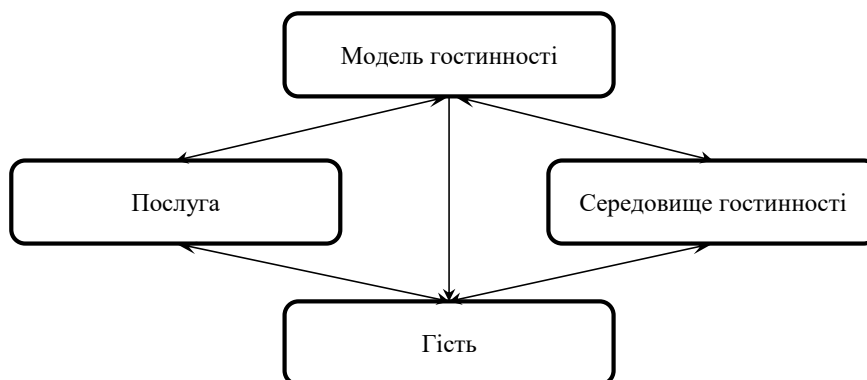 Модель гостинності
Послуга
Середовище гостинності
Гість